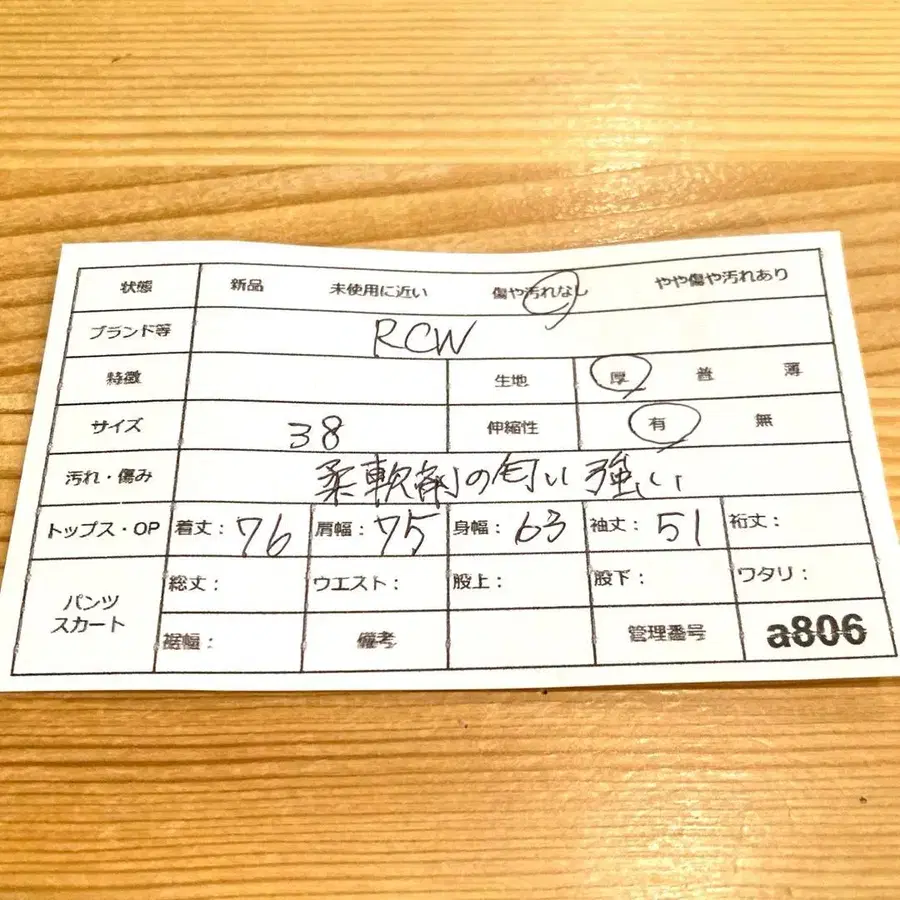 状態 新品 未使用に近い 傷や汚れなし やや傷や汚れあり
ブランド等 RCW
特徴 生地 厚 普 薄
サイズ 38 伸縮性 有 無
汚れ・傷み 柔軟剤の匂い強い
トップス・OP 着丈: 76 肩幅: 75 身幅: 63 袖丈: 51 裄丈:
パンツ スカート 総丈: ウエスト: 股上: 股下: ワタリ:
裾幅: 備考 管理番号 a806